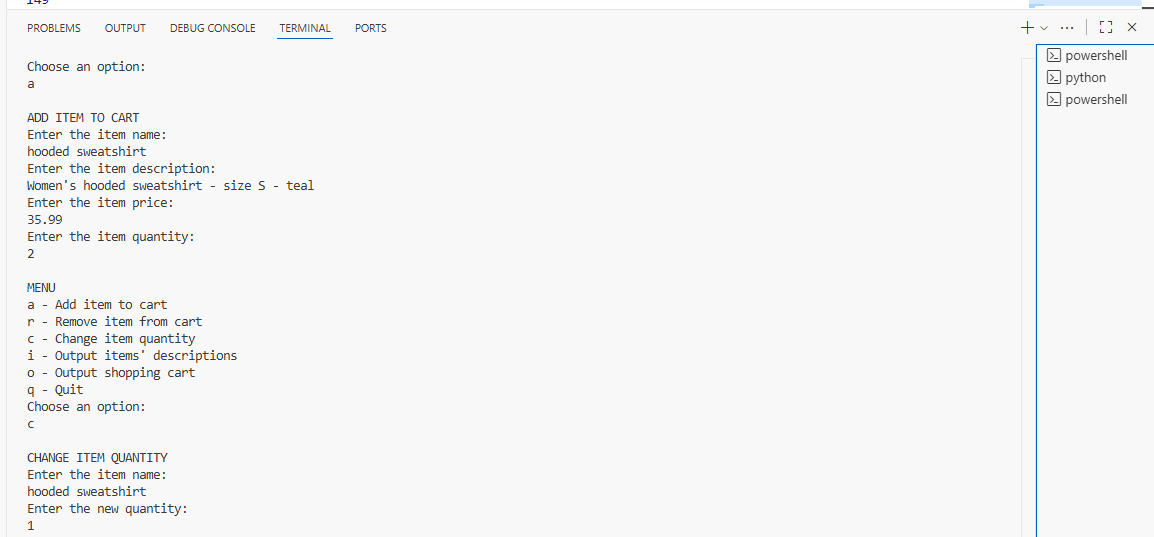 149
PROBLEMS OUTPUT DEBUG CONSOLE TERMINAL PORTS
powershell
python
powershell
Choose an option:
a
ADD ITEM TO CART
Enter the item name:
hooded sweatshirt
Enter the item description:
Women's hooded sweatshirt - size S - teal
Enter the item price:
35.99
Enter the item quantity:
2
MENU
a - Add item to cart
r - Remove item from cart
c - Change item quantity
i - Output items' descriptions
o - Output shopping cart
q - Quit
Choose an option:
c
CHANGE ITEM QUANTITY
Enter the item name:
hooded sweatshirt
Enter the new quantity:
1